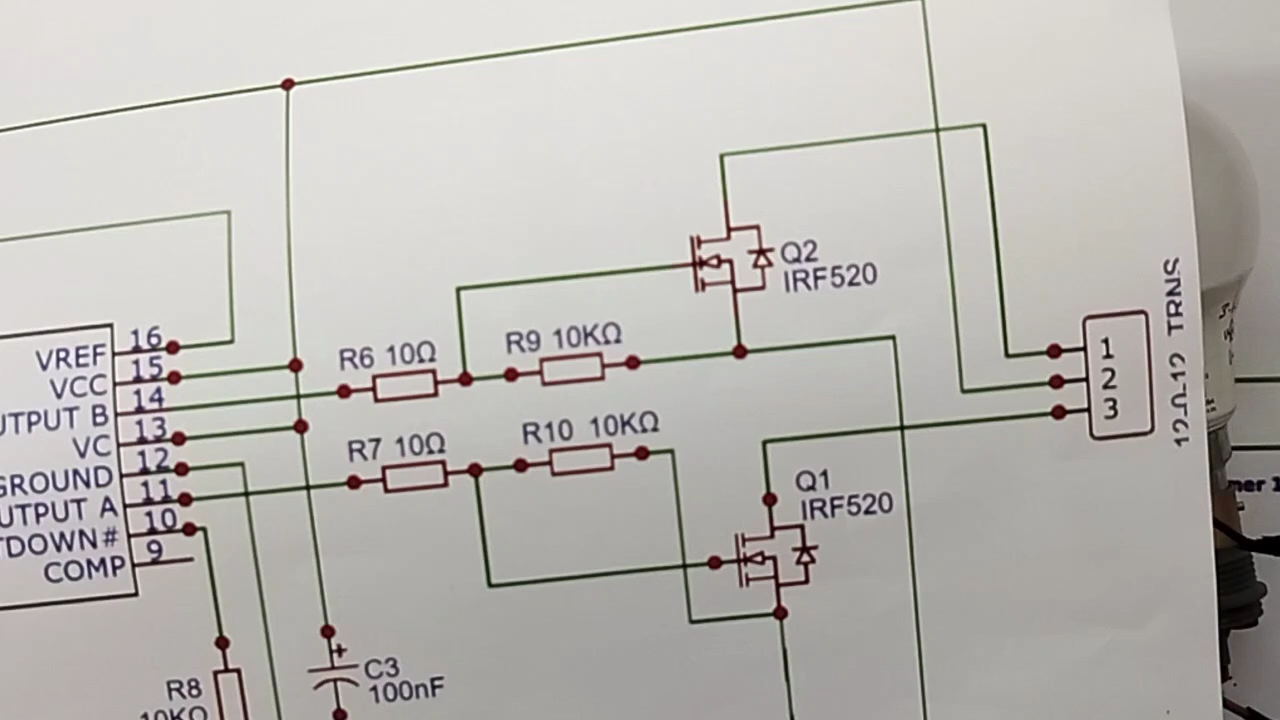 VREF 16
VCC 15
UTPUT B 14
VC 13
GROUND 12
UTPUT A 11
TDOWN# 10
COMP 9
R6 10Ω
R9 10KΩ
R7 10Ω
R10 10KΩ
Q2
IRF520
Q1
IRF520
1
2
3
12-0-12 TRNS
C3
100nF
+
R8
10KΩ